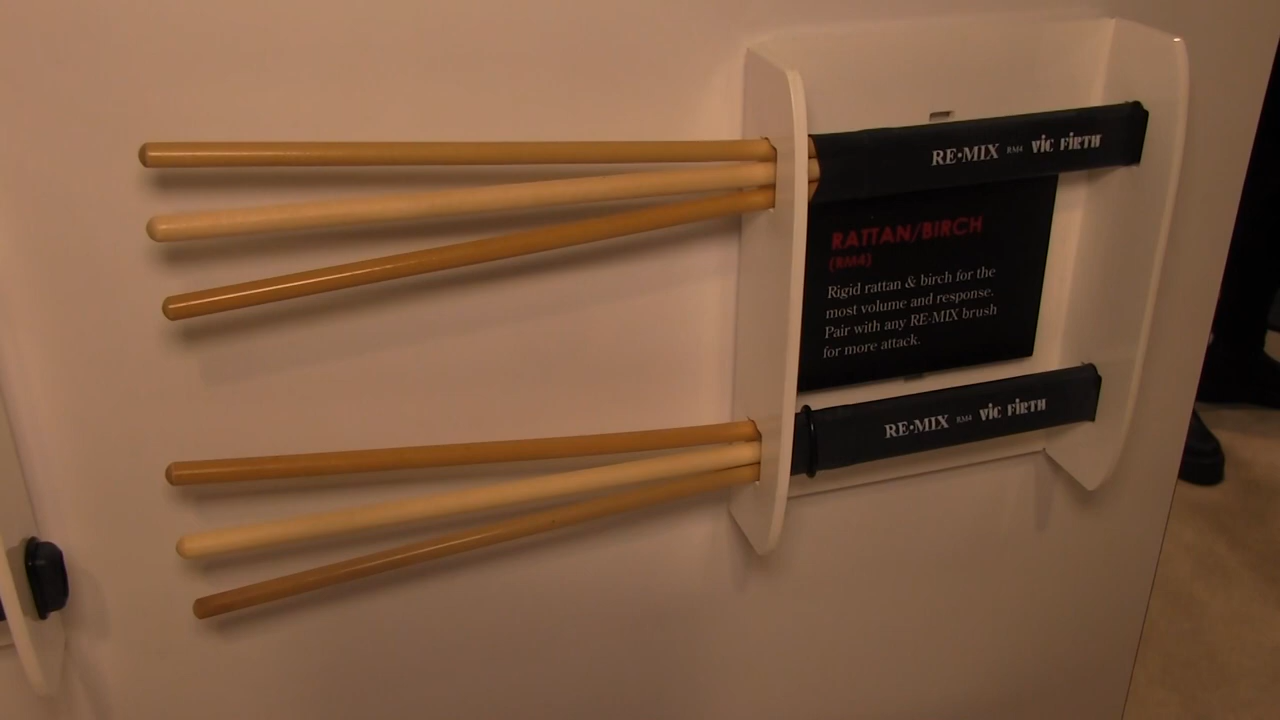 RE•MIX RM4 VIC FIRTH
RATTAN/BIRCH
(RM4)
Rigid rattan & birch for the
most volume and response.
Pair with any RE-MIX brush
for more attack.
RE•MIX RM4 VIC FIRTH